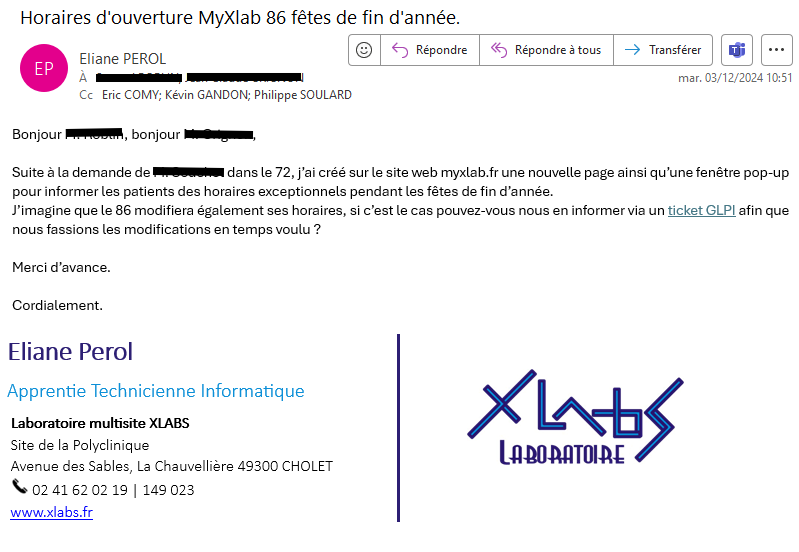 Horaires d'ouverture MyXlab 86 fêtes de fin d'année.
EP
Eliane PEROL
Répondre
Répondre à tous
Transférer
À
mar. 03/12/2024 10:51
Cc Eric COMY; Kévin GANDON; Philippe SOULARD
Bonjour , bonjour ,
Suite à la demande de dans le 72, j’ai créé sur le site web myxlab.fr une nouvelle page ainsi qu’une fenêtre pop-up
pour informer les patients des horaires exceptionnels pendant les fêtes de fin d’année.
J’imagine que le 86 modifiera également ses horaires, si c’est le cas pouvez-vous nous en informer via un ticket GLPI afin que
nous fassions les modifications en temps voulu ?
Merci d’avance.
Cordialement.
Eliane Perol
Apprentie Technicienne Informatique
Laboratoire multisite XLABS
Site de la Polyclinique
Avenue des Sables, La Chauvellière 49300 CHOLET
02 41 62 02 19 | 149 023
www.xlabs.fr
XLabS
LABORATOIRE